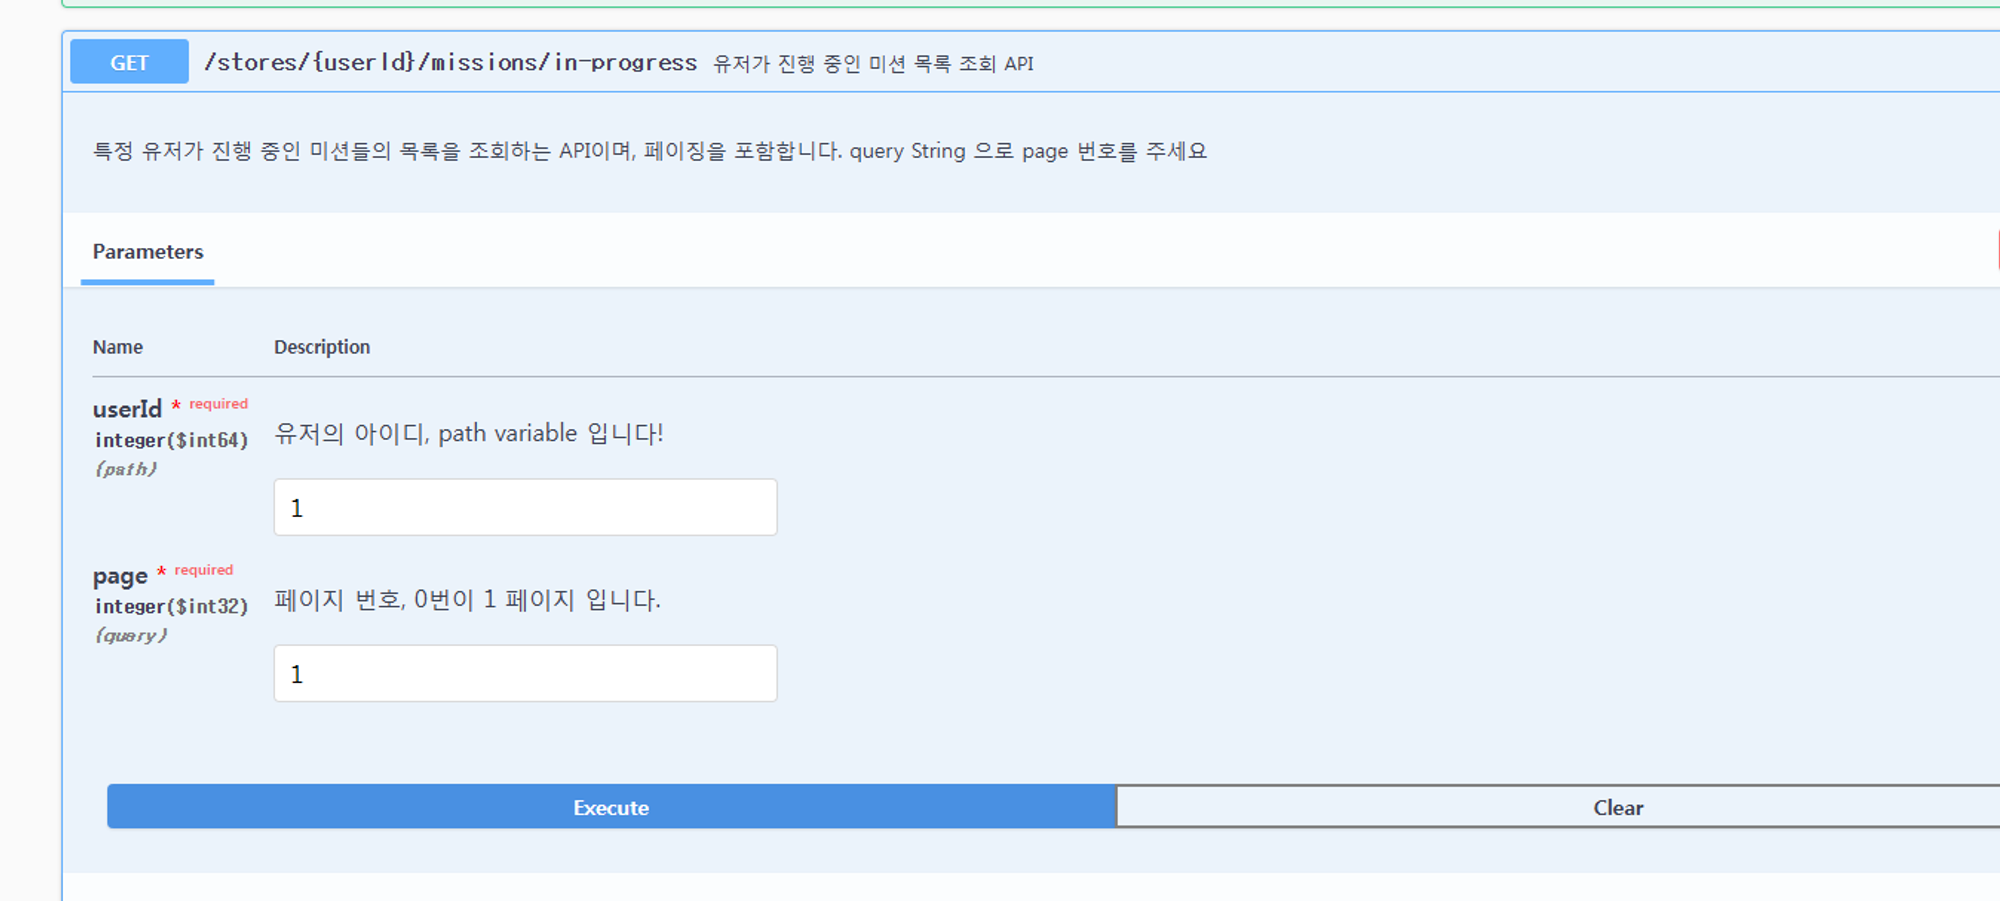 GET /stores/{userId}/missions/in-progress 유저가 진행 중인 미션 목록 조회 API
특정 유저가 진행 중인 미션들의 목록을 조회하는 API이며, 페이징을 포함합니다. query String 으로 page 번호를 주세요
Parameters
Name Description
userId * required
integer($int64)
(path)
유저의 아이디, path variable 입니다!
1
page * required
integer($int32)
(query)
페이지 번호, 0번이 1 페이지 입니다.
1
Execute Clear